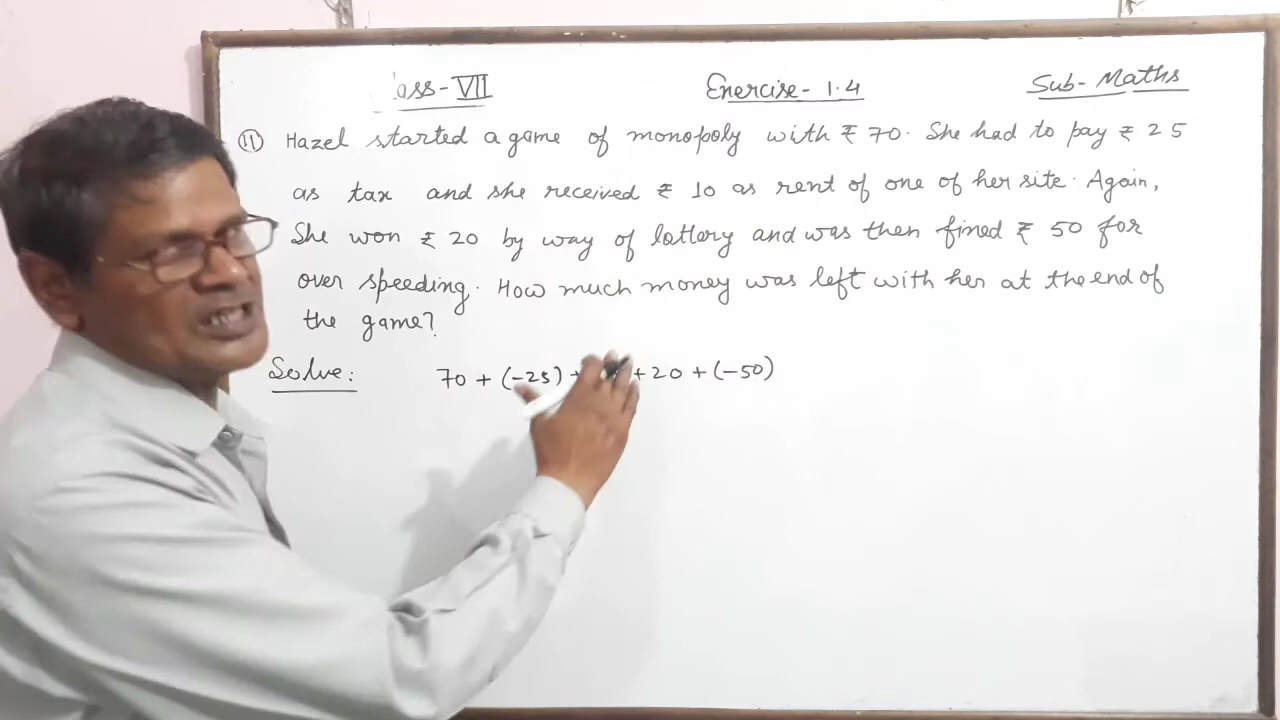 ass - VII Exercise - 1.4 Sub - Maths
11 Hazel started a game of monopoly with ₹ 70. She had to pay ₹ 25
as tax and she received ₹ 10 as rent of one of her site. Again,
She won ₹ 20 by way of lottery and was then fined ₹ 50 for
over speeding. How much money was left with her at the end of
the game?
Solve: 70 + (-25) + + 20 + (-50)